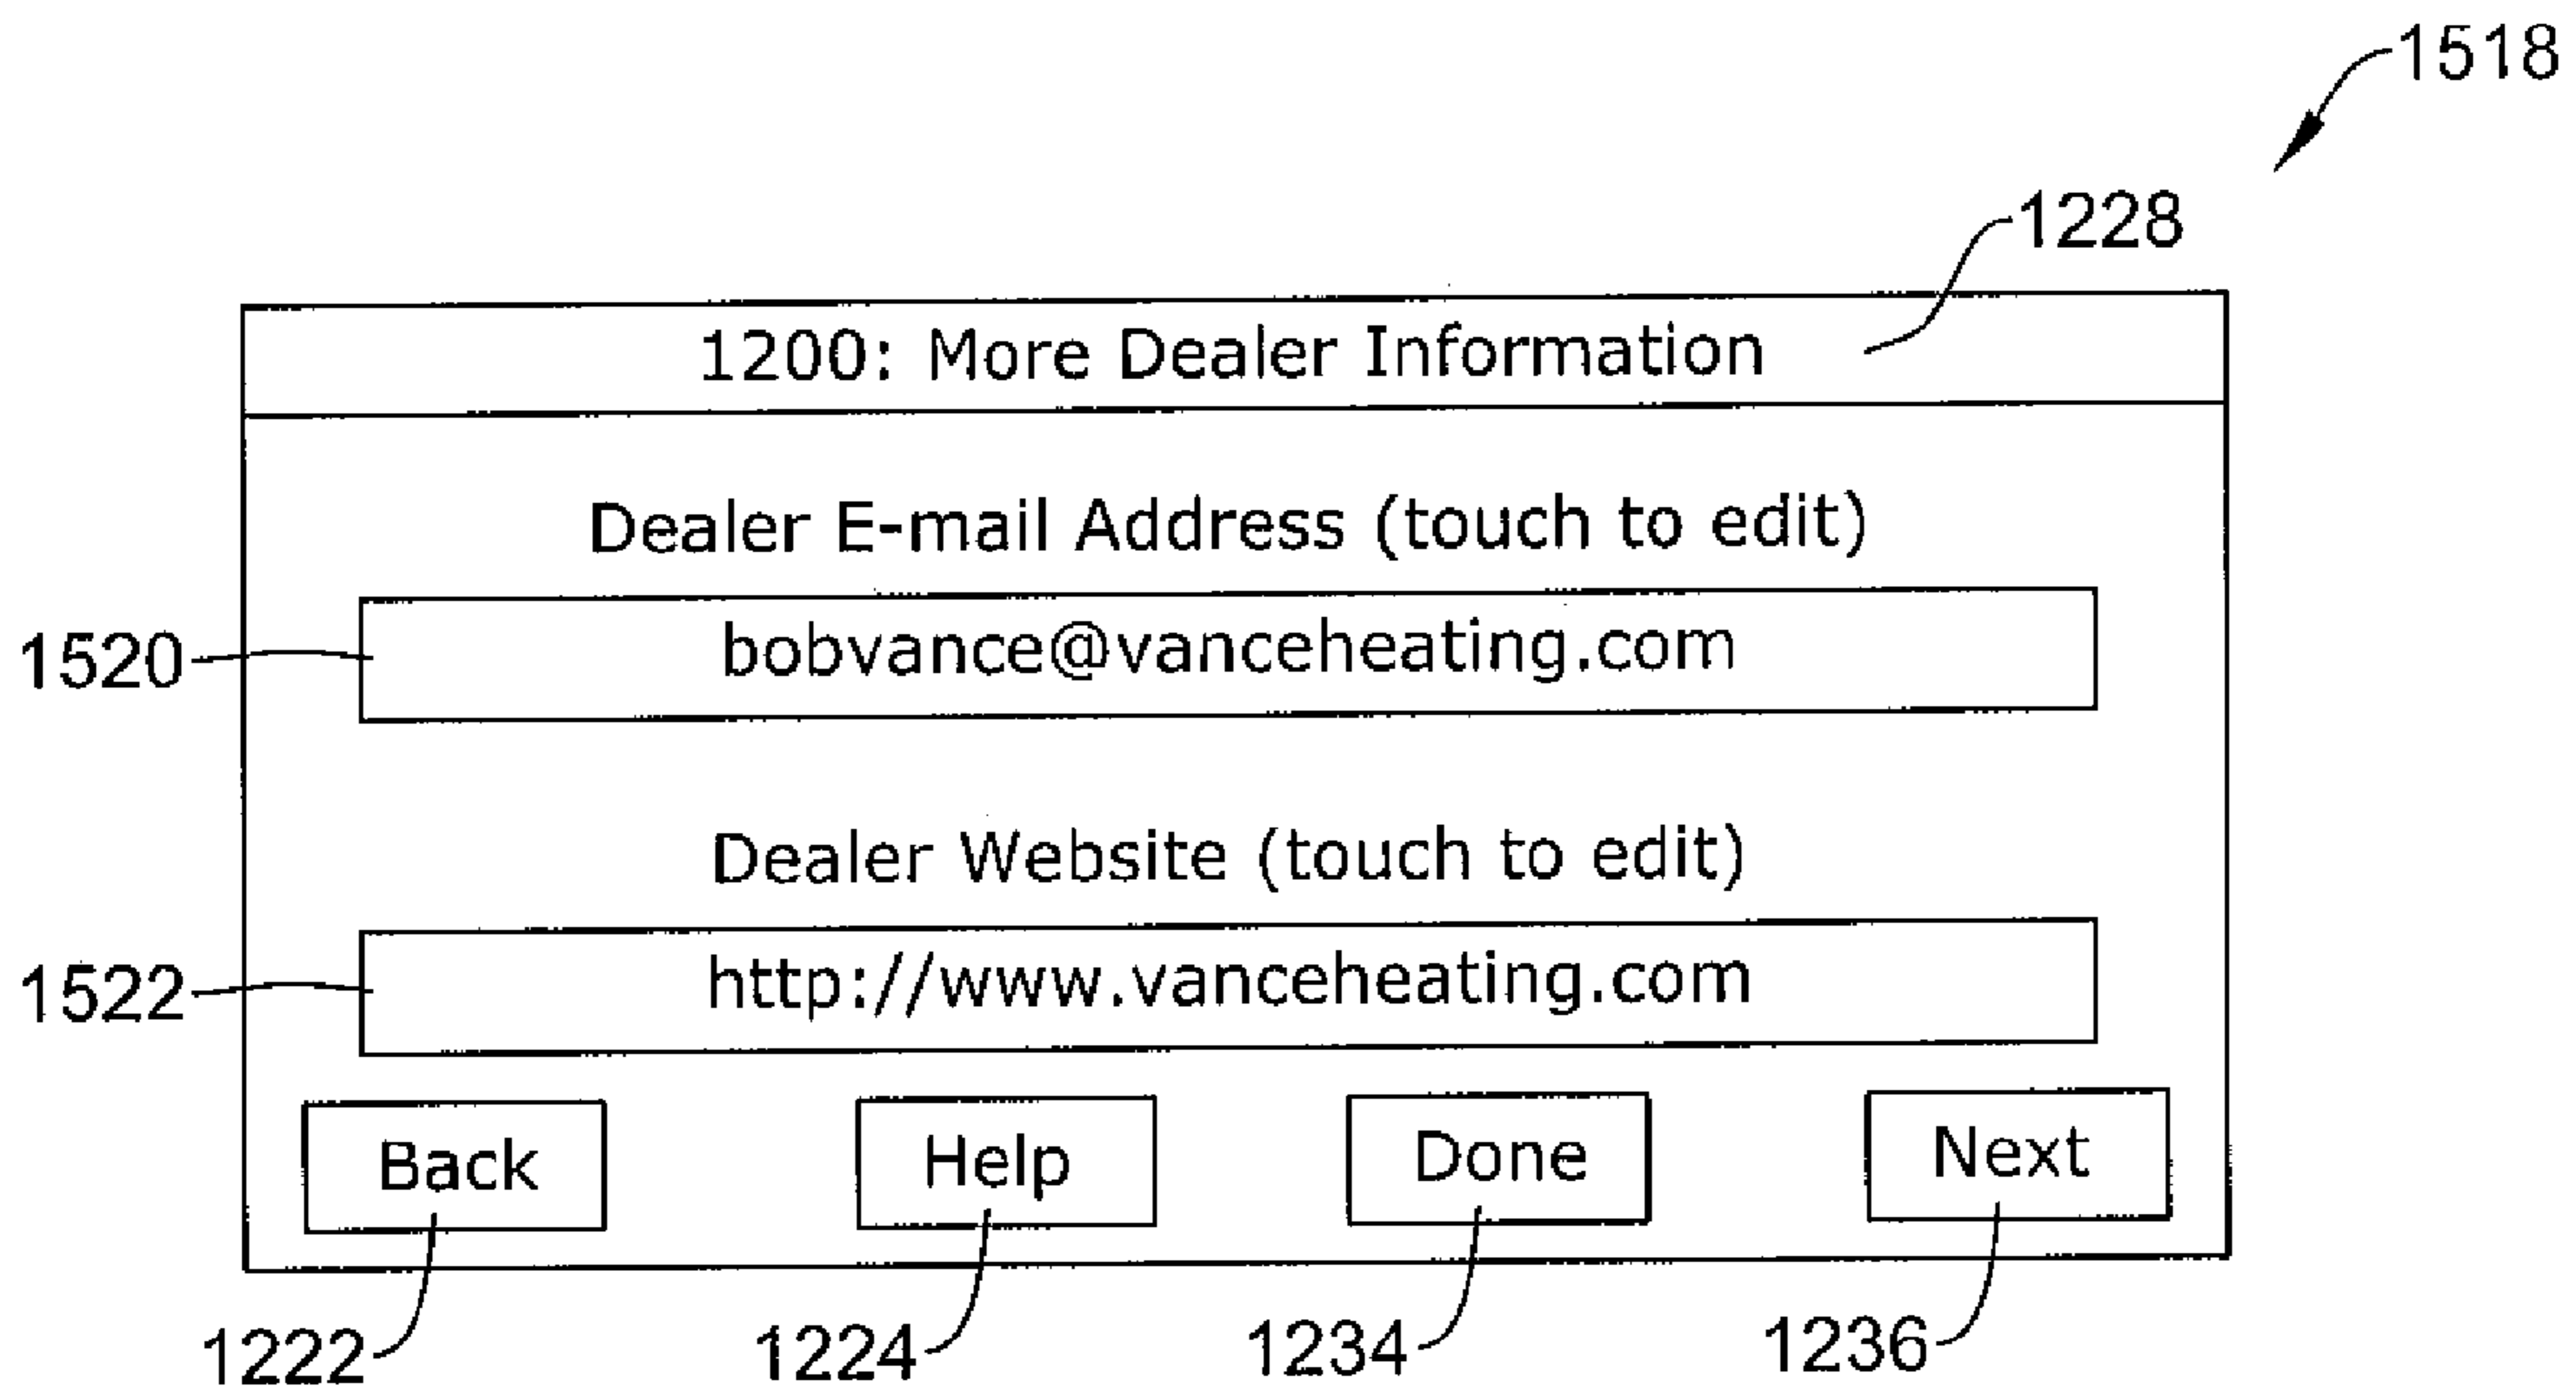 1518
1228
1200: More Dealer Information
Dealer E-mail Address (touch to edit)
1520
bobvance@vanceheating.com
Dealer Website (touch to edit)
1522
http://www.vanceheating.com
Back
Help
Done
Next
1222
1224
1234
1236